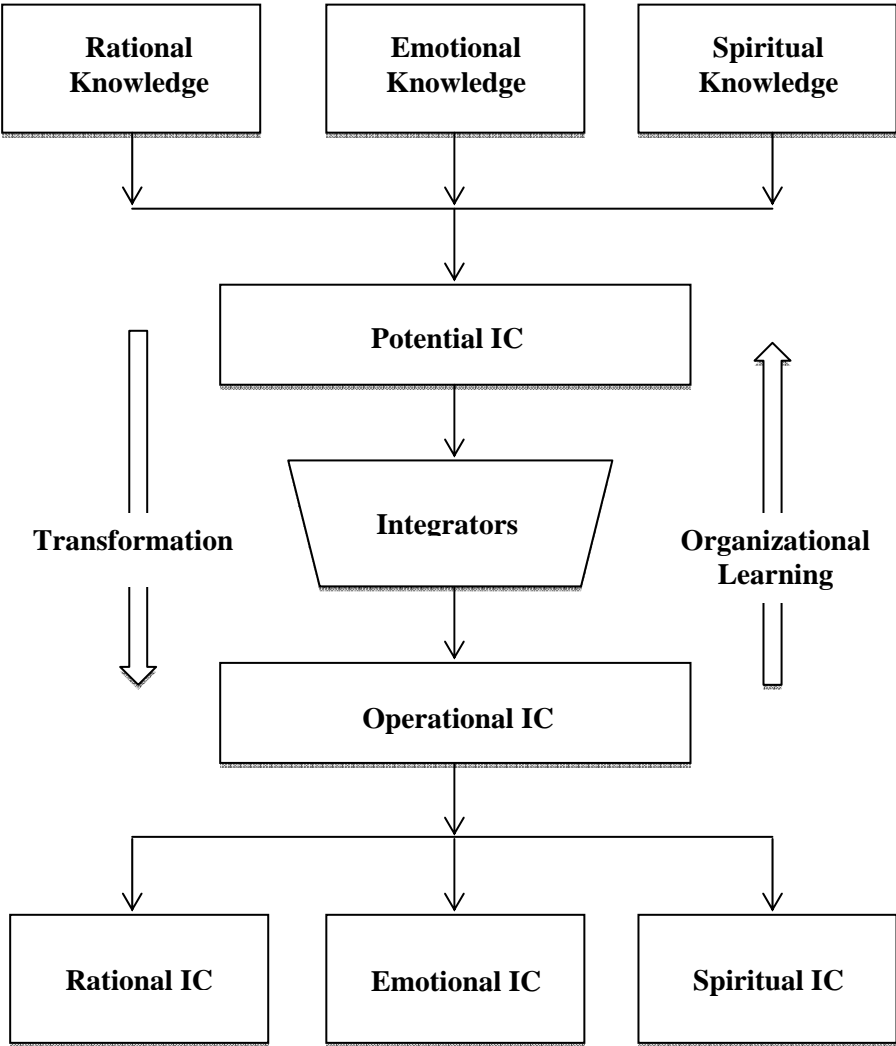 Rational
Knowledge
Emotional
Knowledge
Spiritual
Knowledge
Potential IC
Integrators
Transformation
Organizational
Learning
Operational IC
Rational IC
Emotional IC
Spiritual IC